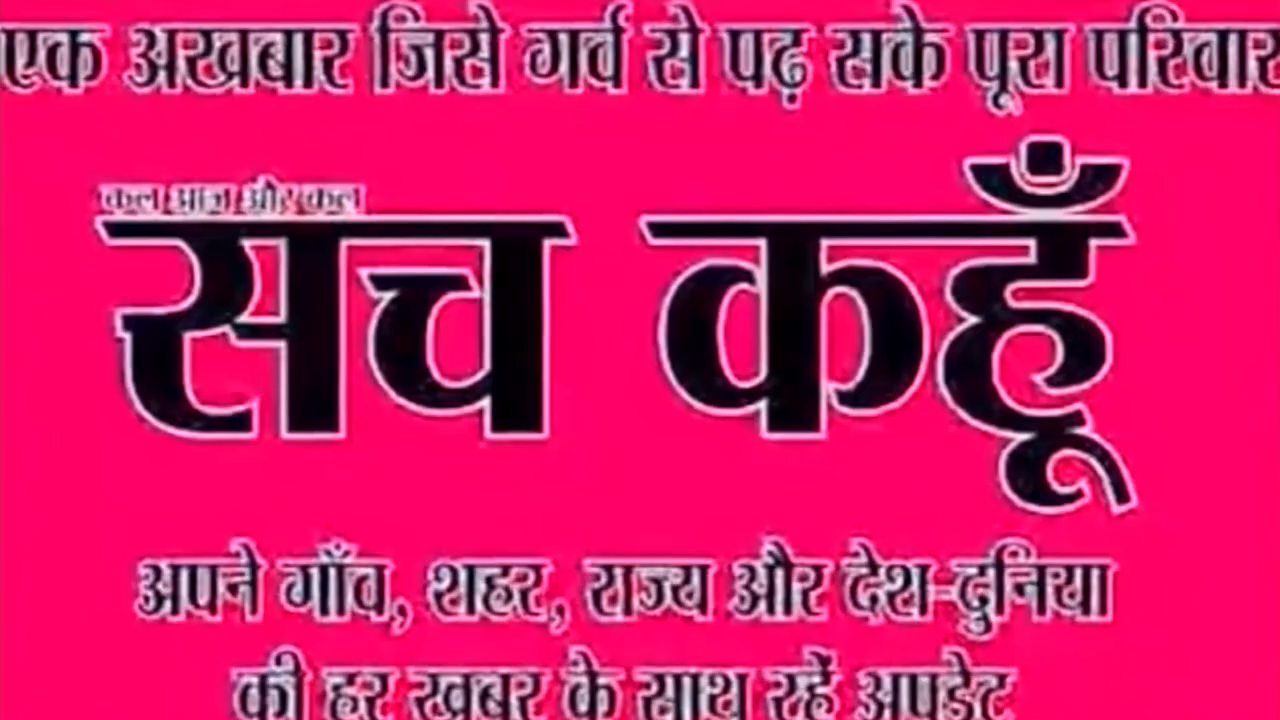 एक अखबार जिसे गर्व से पढ़ सके पूरा परिवार
कल आज और कल
सच कहूँ
अपने गाँव, शहर, राज्य और देश-दुनिया
की हर खबर के साथ रहें अपडेट